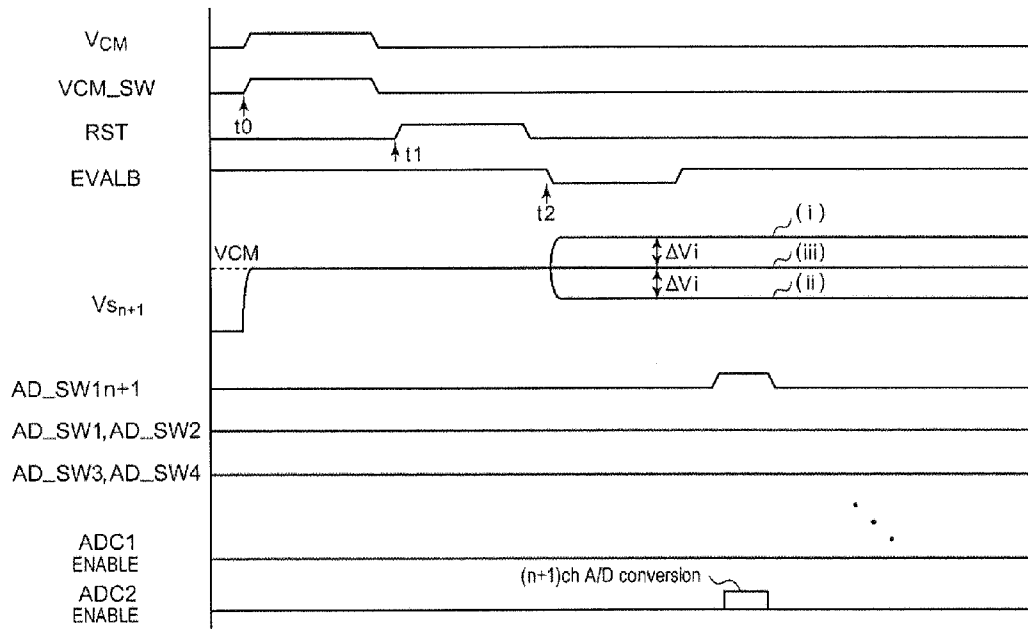 VCM
VCM_SW
t0
RST
t1
EVALB
t2
(i)
VCM
ΔVi
(iii)
ΔVi
(ii)
Vsn+1
AD_SW1n+1
AD_SW1,AD_SW2
AD_SW3,AD_SW4
ADC1
ENABLE
(n+1)ch A/D conversion
ADC2
ENABLE